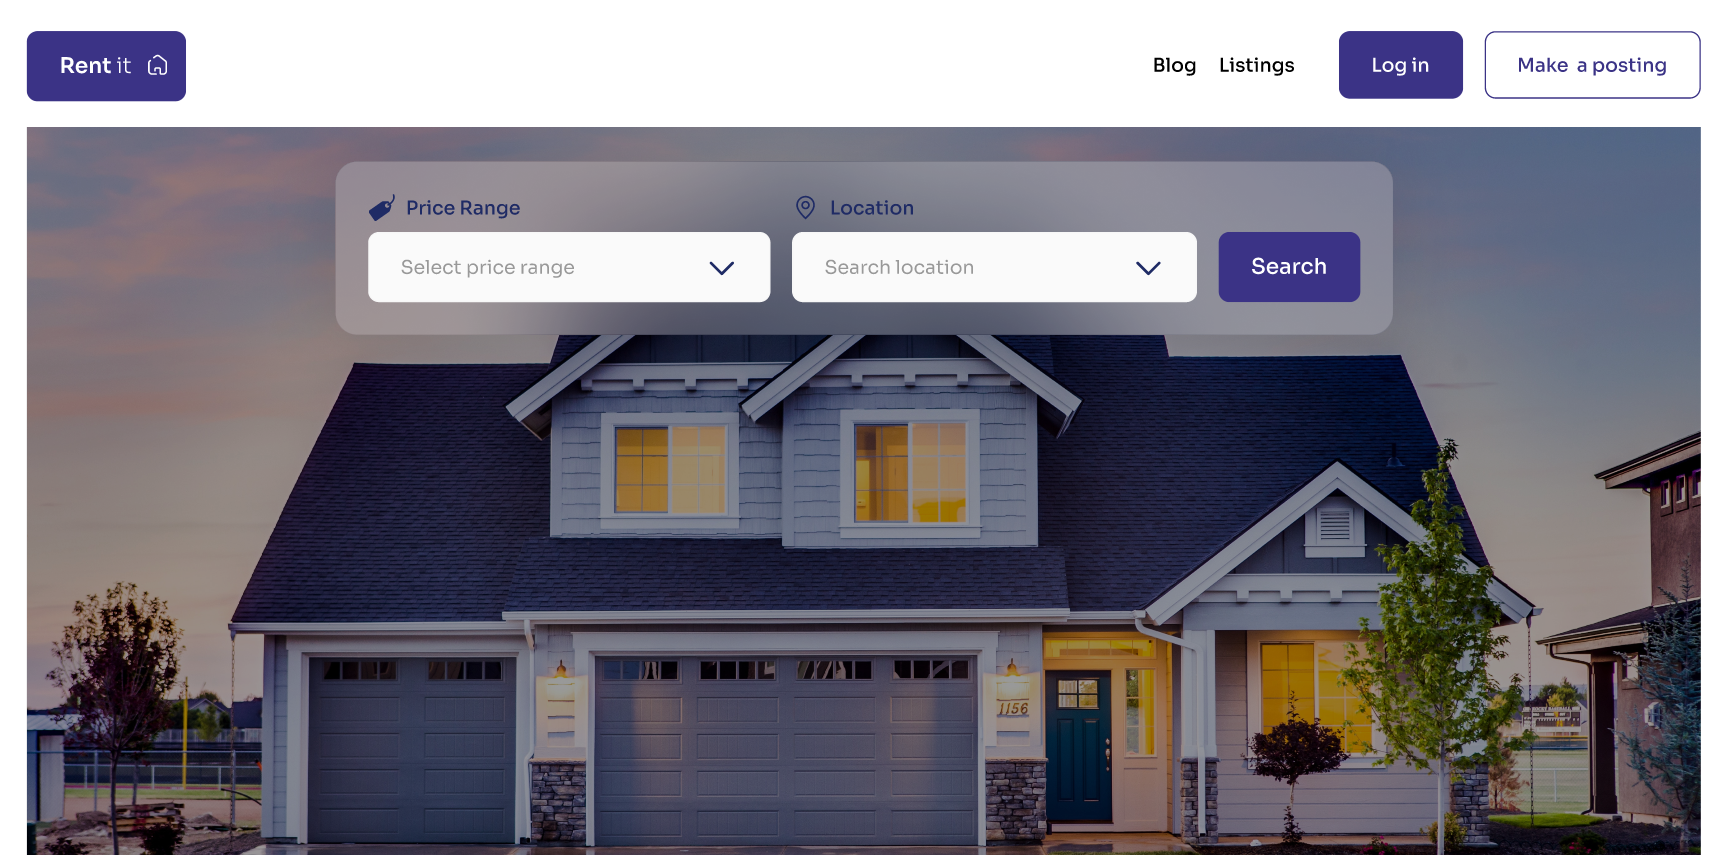 Rent it
Blog Listings Log in Make a posting
Price Range Location
Select price range Search location Search
1156